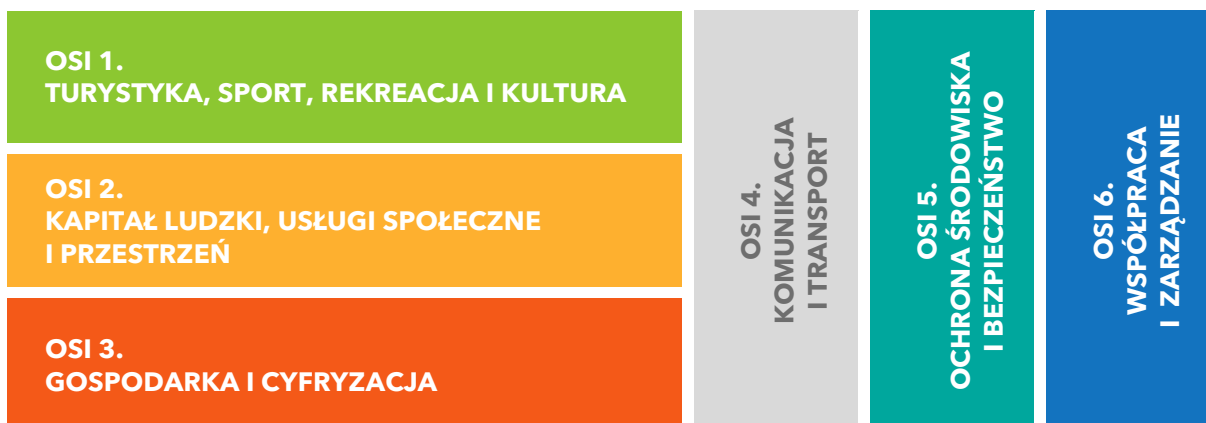 OSI 1.
TURYSTYKA, SPORT, REKREACJA I KULTURA
OSI 2.
KAPITAŁ LUDZKI, USŁUGI SPOŁECZNE
I PRZESTRZEŃ
OSI 3.
GOSPODARKA I CYFRYZACJA
OSI 4.
KOMUNIKACJA
I TRANSPORT
OSI 5.
OCHRONA ŚRODOWISKA
I BEZPIECZEŃSTWO
OSI 6.
WSPÓŁPRACA
I ZARZĄDZANIE